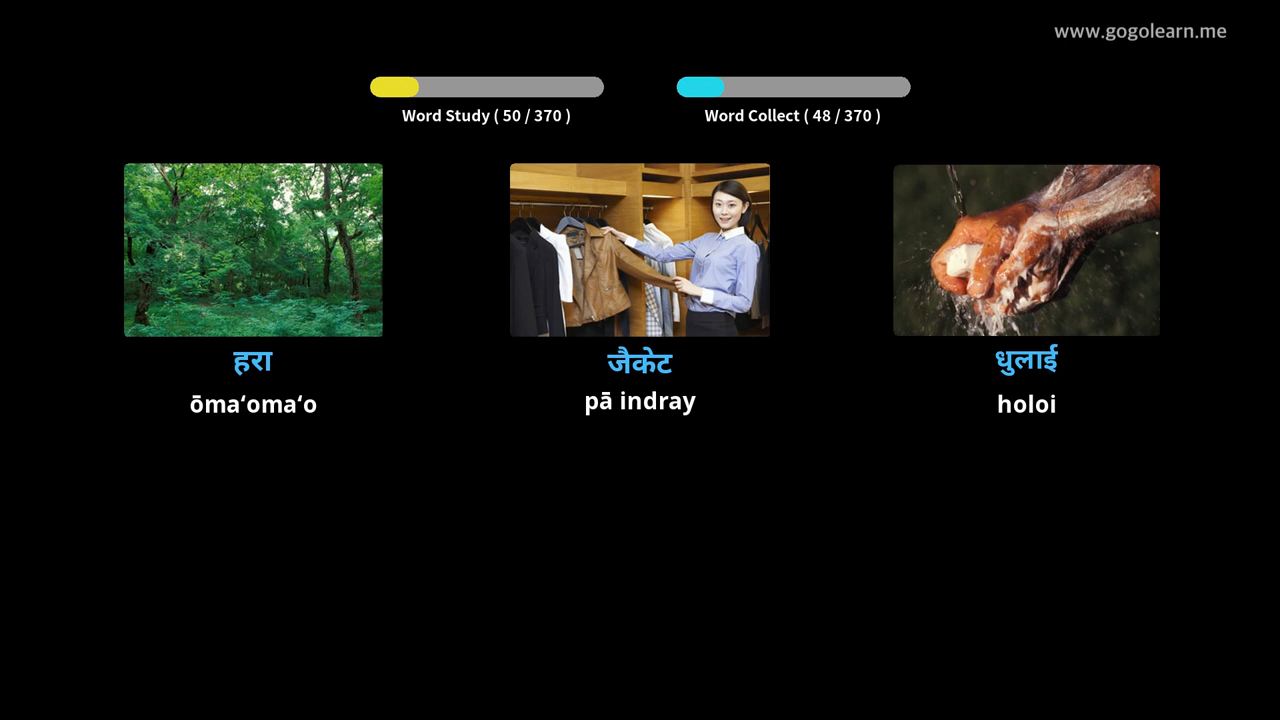 www.gogolearn.me
Word Study ( 50 / 370 )
Word Collect ( 48 / 370 )
हरा
जैकेट
धुलाई
ōmaʻomaʻo
pā indray
holoi